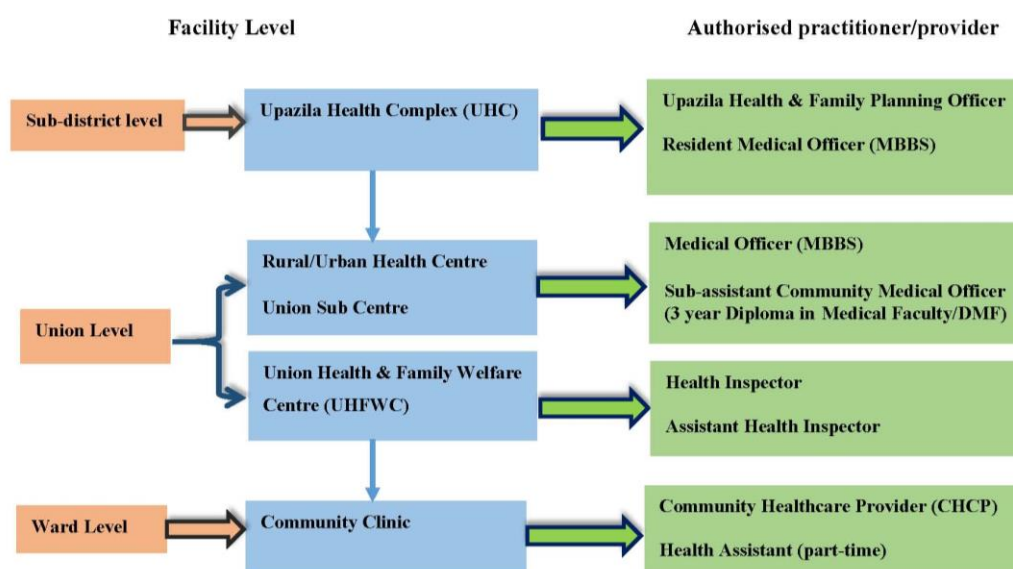 Facility Level
Authorised practitioner/provider
Sub-district level
Upazila Health Complex (UHC)
Upazila Health & Family Planning Officer
Resident Medical Officer (MBBS)
Union Level
Rural/Urban Health Centre
Union Sub Centre
Medical Officer (MBBS)
Sub-assistant Community Medical Officer
(3 year Diploma in Medical Faculty/DMF)
Union Health & Family Welfare
Centre (UHFWC)
Health Inspector
Assistant Health Inspector
Ward Level
Community Clinic
Community Healthcare Provider (CHCP)
Health Assistant (part-time)